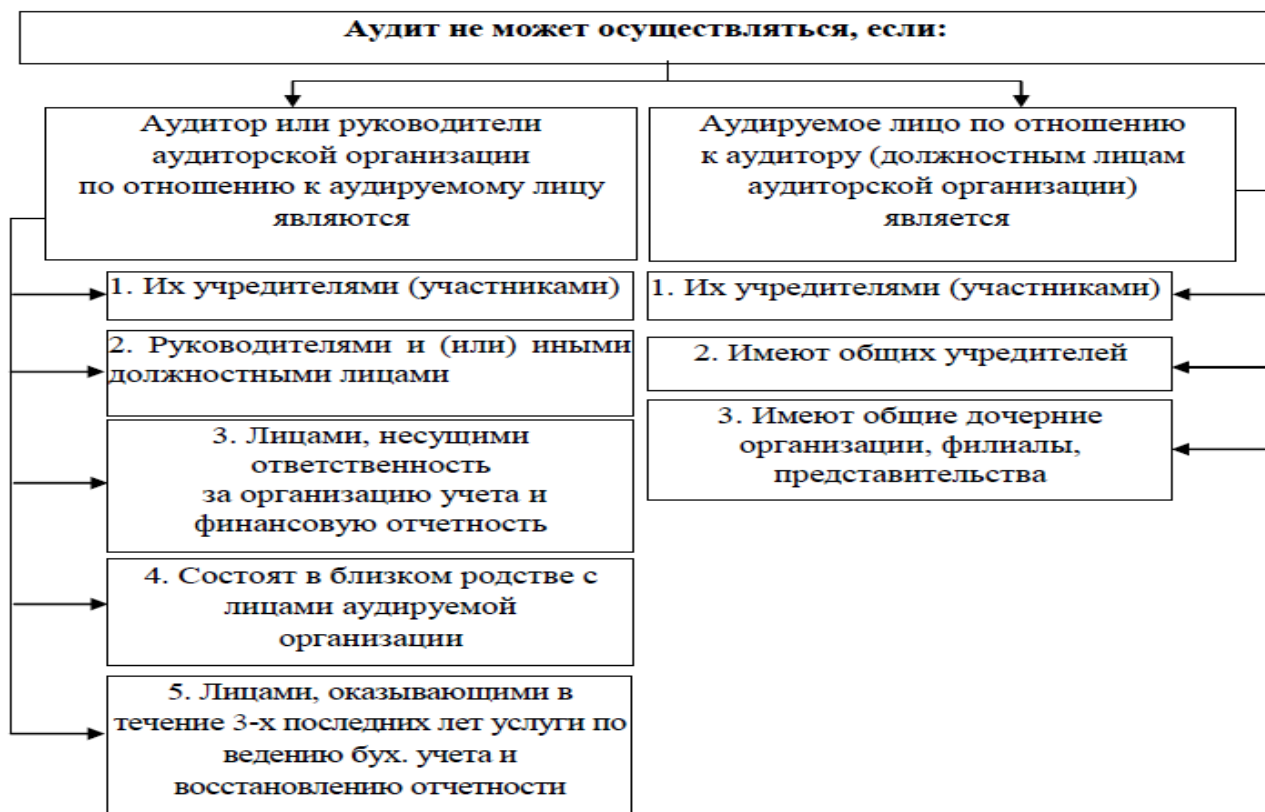 Аудит не может осуществляться, если:
Аудитор или руководители
аудиторской организации
по отношению к аудируемому лицу
являются
1. Их учредителями (участниками)
2. Руководителями и (или) иными
должностными лицами
3. Лицами, несущими
ответственность
за организацию учета и
финансовую отчетность
4. Состоят в близком родстве с
лицами аудируемой
организации
5. Лицами, оказывающими в
течение 3-х последних лет услуги по
ведению бух. учета и
восстановлению отчетности
Аудируемое лицо по отношению
к аудитору (должностным лицам
аудиторской организации)
является
1. Их учредителями (участниками)
2. Имеют общих учредителей
3. Имеют общие дочерние
организации, филиалы,
представительства